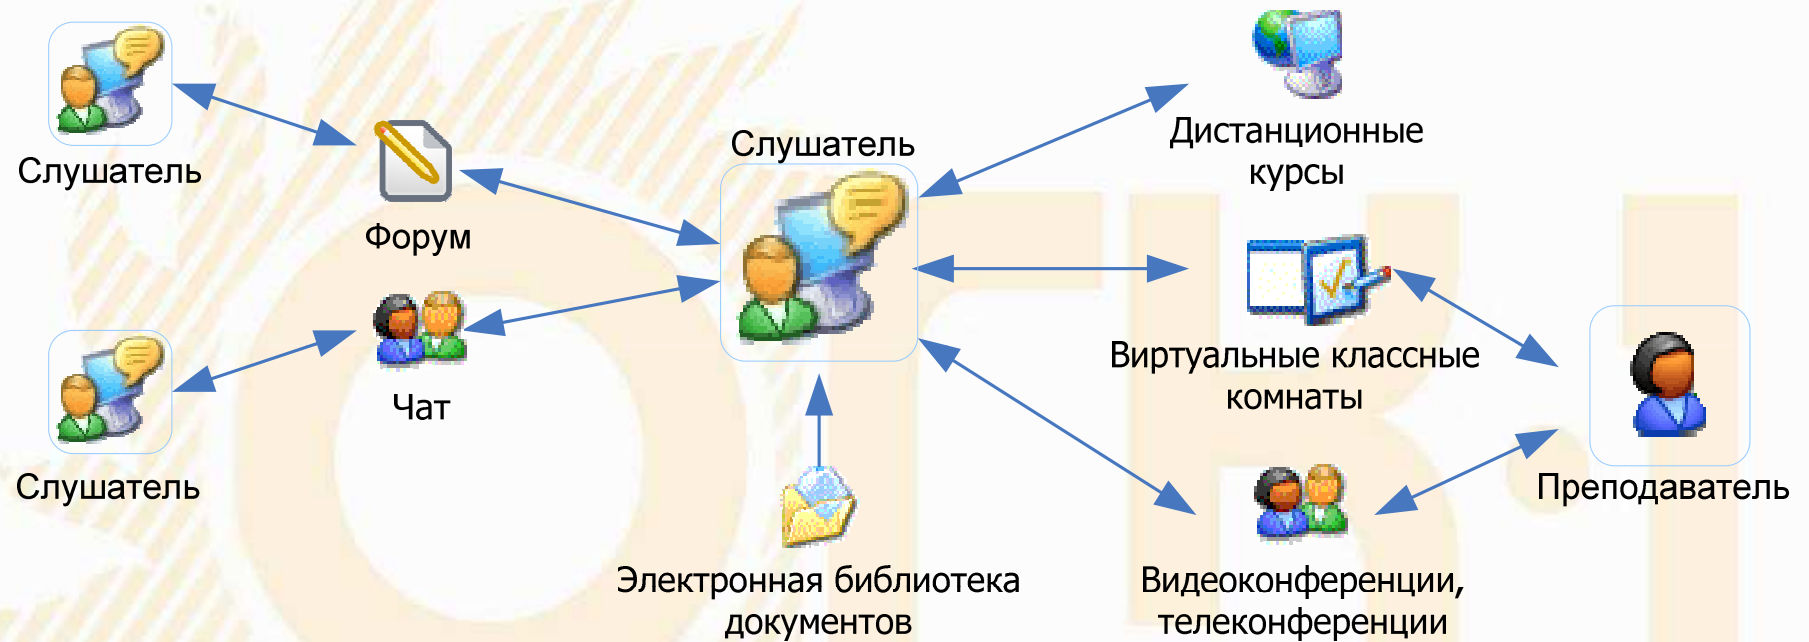 Слушатель
Форум
Слушатель
Чат
Слушатель
Электронная библиотека
документов
Дистанционные
курсы
Виртуальные классные
комнаты
Видеоконференции,
телеконференции
Преподаватель